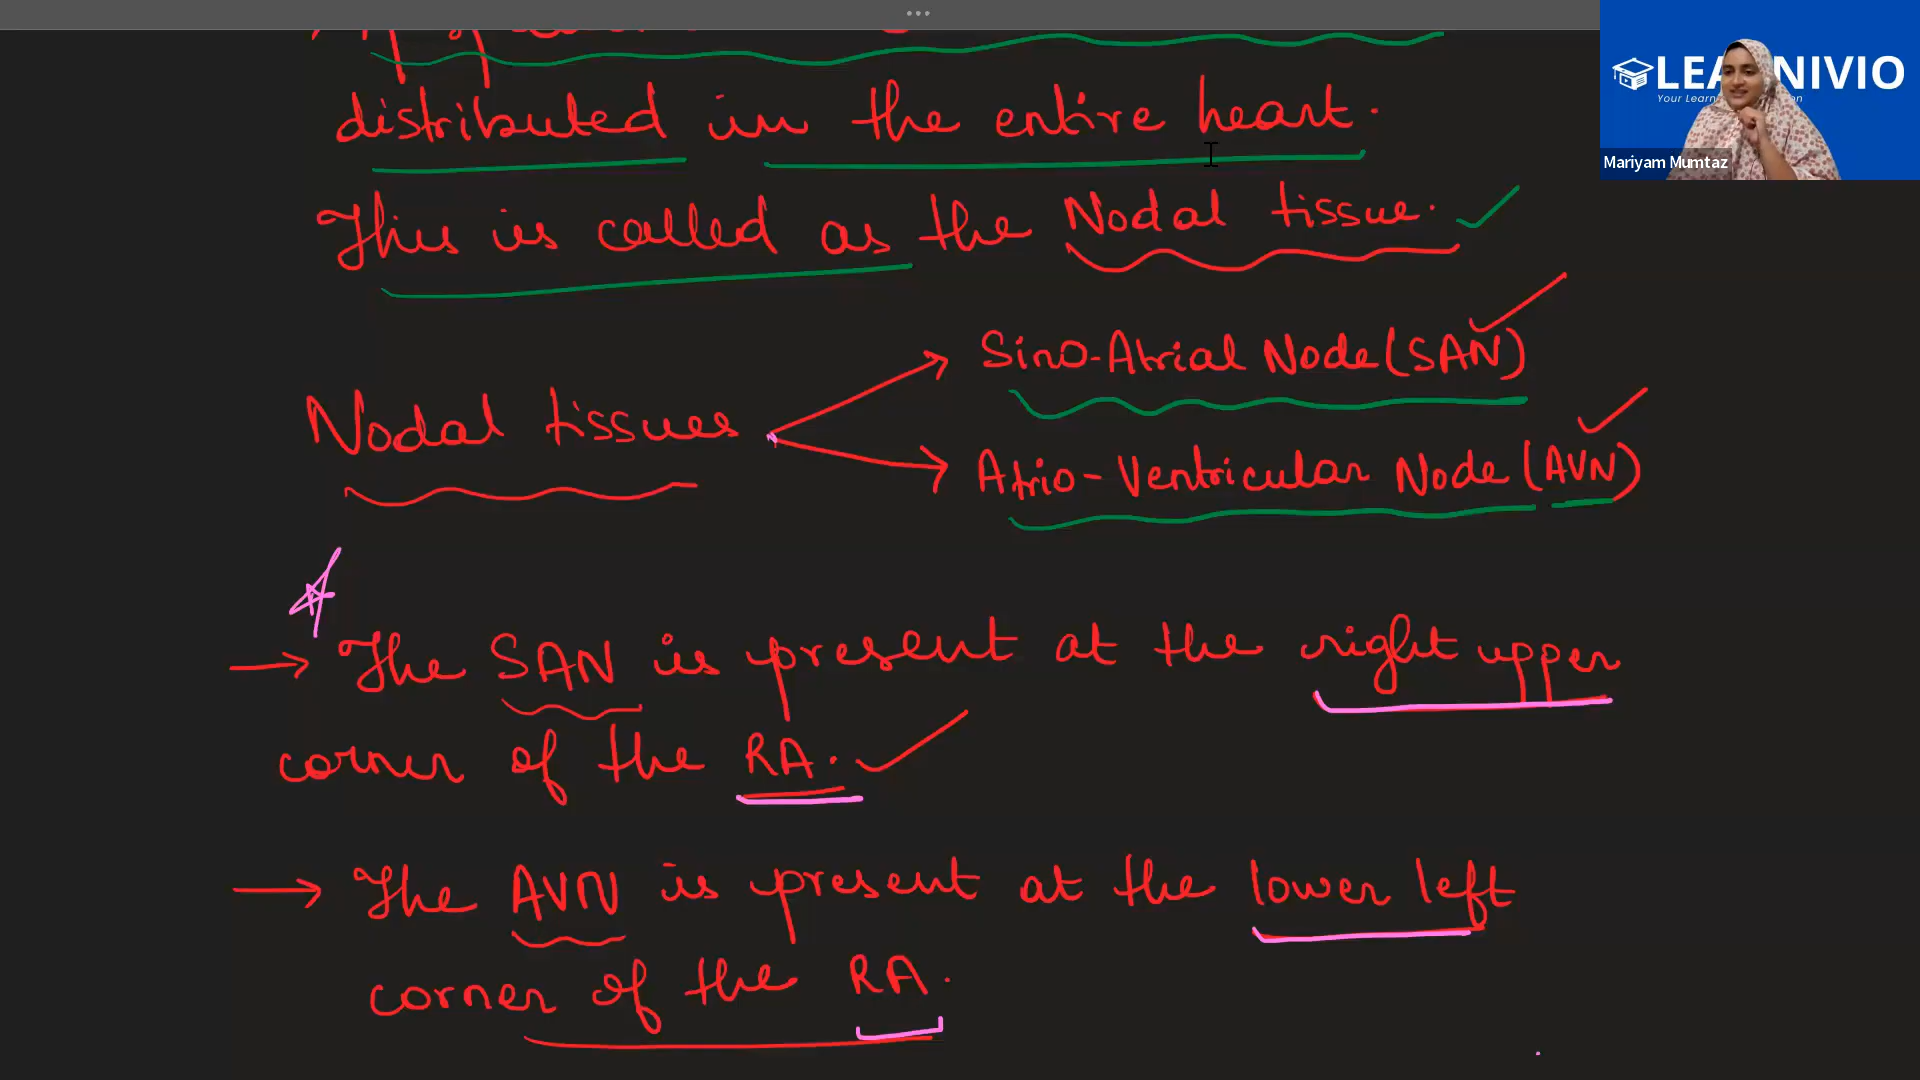 distributed in the entire heart.
This is called as the Nodal tissue.
Sino-Atrial Node (SAN)
Nodal tissues
Atrio-Ventricular Node (AVN)
→ The SAN is present at the right upper
corner of the RA.
→ The AVN is present at the lower left
corner of the RA.
Mariyam Mumtaz